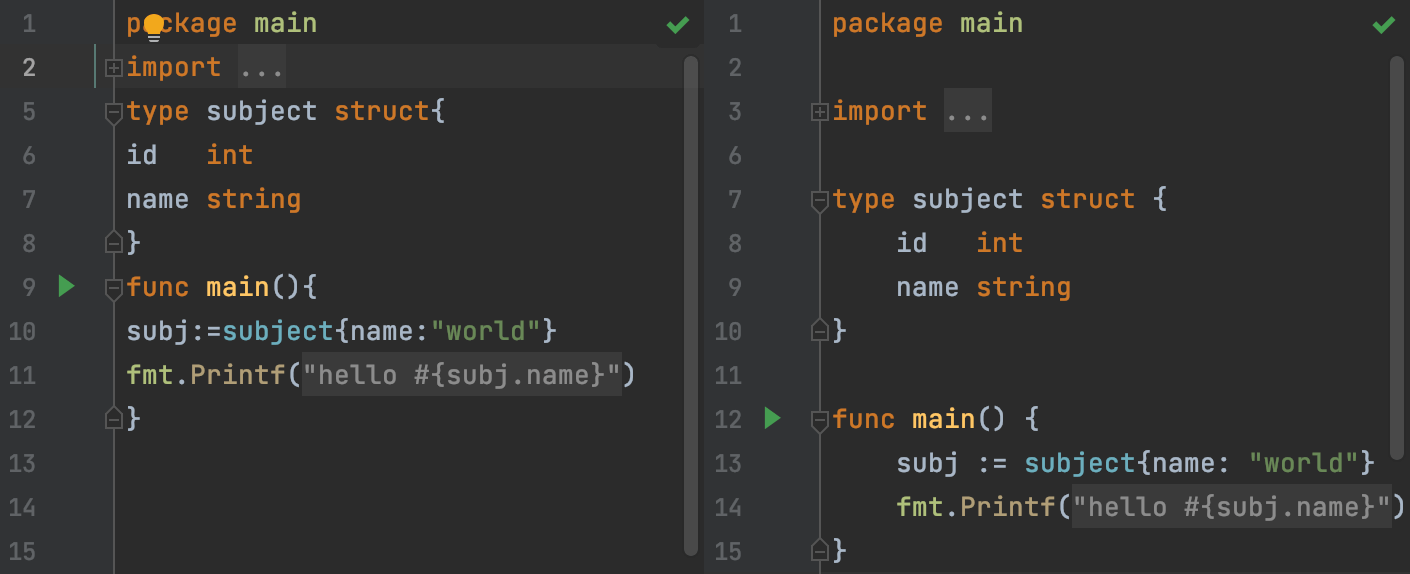 1 package main
2 import ...
5 type subject struct{
6 id   int
7 name string
8 }
9 func main(){
10 subj:=subject{name:"world"}
11 fmt.Printf("hello #{subj.name}")
12 }
13
14
15
1 package main
2
3 import ...
6
7 type subject struct {
8     id   int
9     name string
10 }
11
12 func main() {
13     subj := subject{name: "world"}
14     fmt.Printf("hello #{subj.name}")
15 }